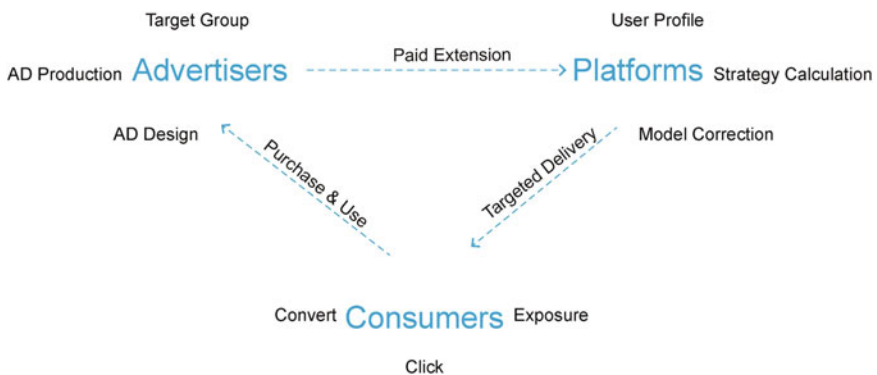 Target Group
User Profile
Paid Extension
AD Production Advertisers
Platforms Strategy Calculation
AD Design
Model Correction
Purchase & Use
Targeted Delivery
Convert Consumers Exposure
Click